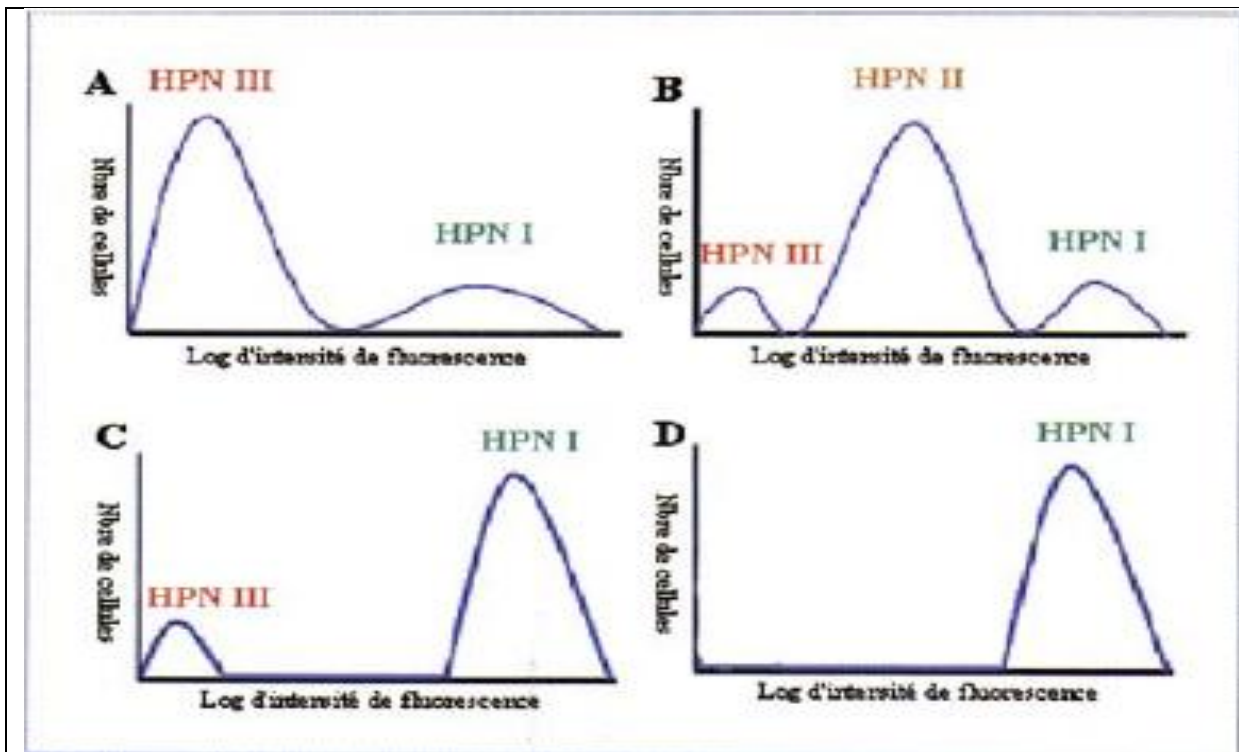 A
HPN III
HPN I
Nbre de cellules
Log d'intensité de fluorescence
B
HPN II
HPN III
HPN I
Nbre de cellules
Log d'intensité de fluorescence
C
HPN I
HPN III
Nbre de cellules
Log d'intensité de fluorescence
D
HPN I
Nbre de cellules
Log d'intensité de fluorescence